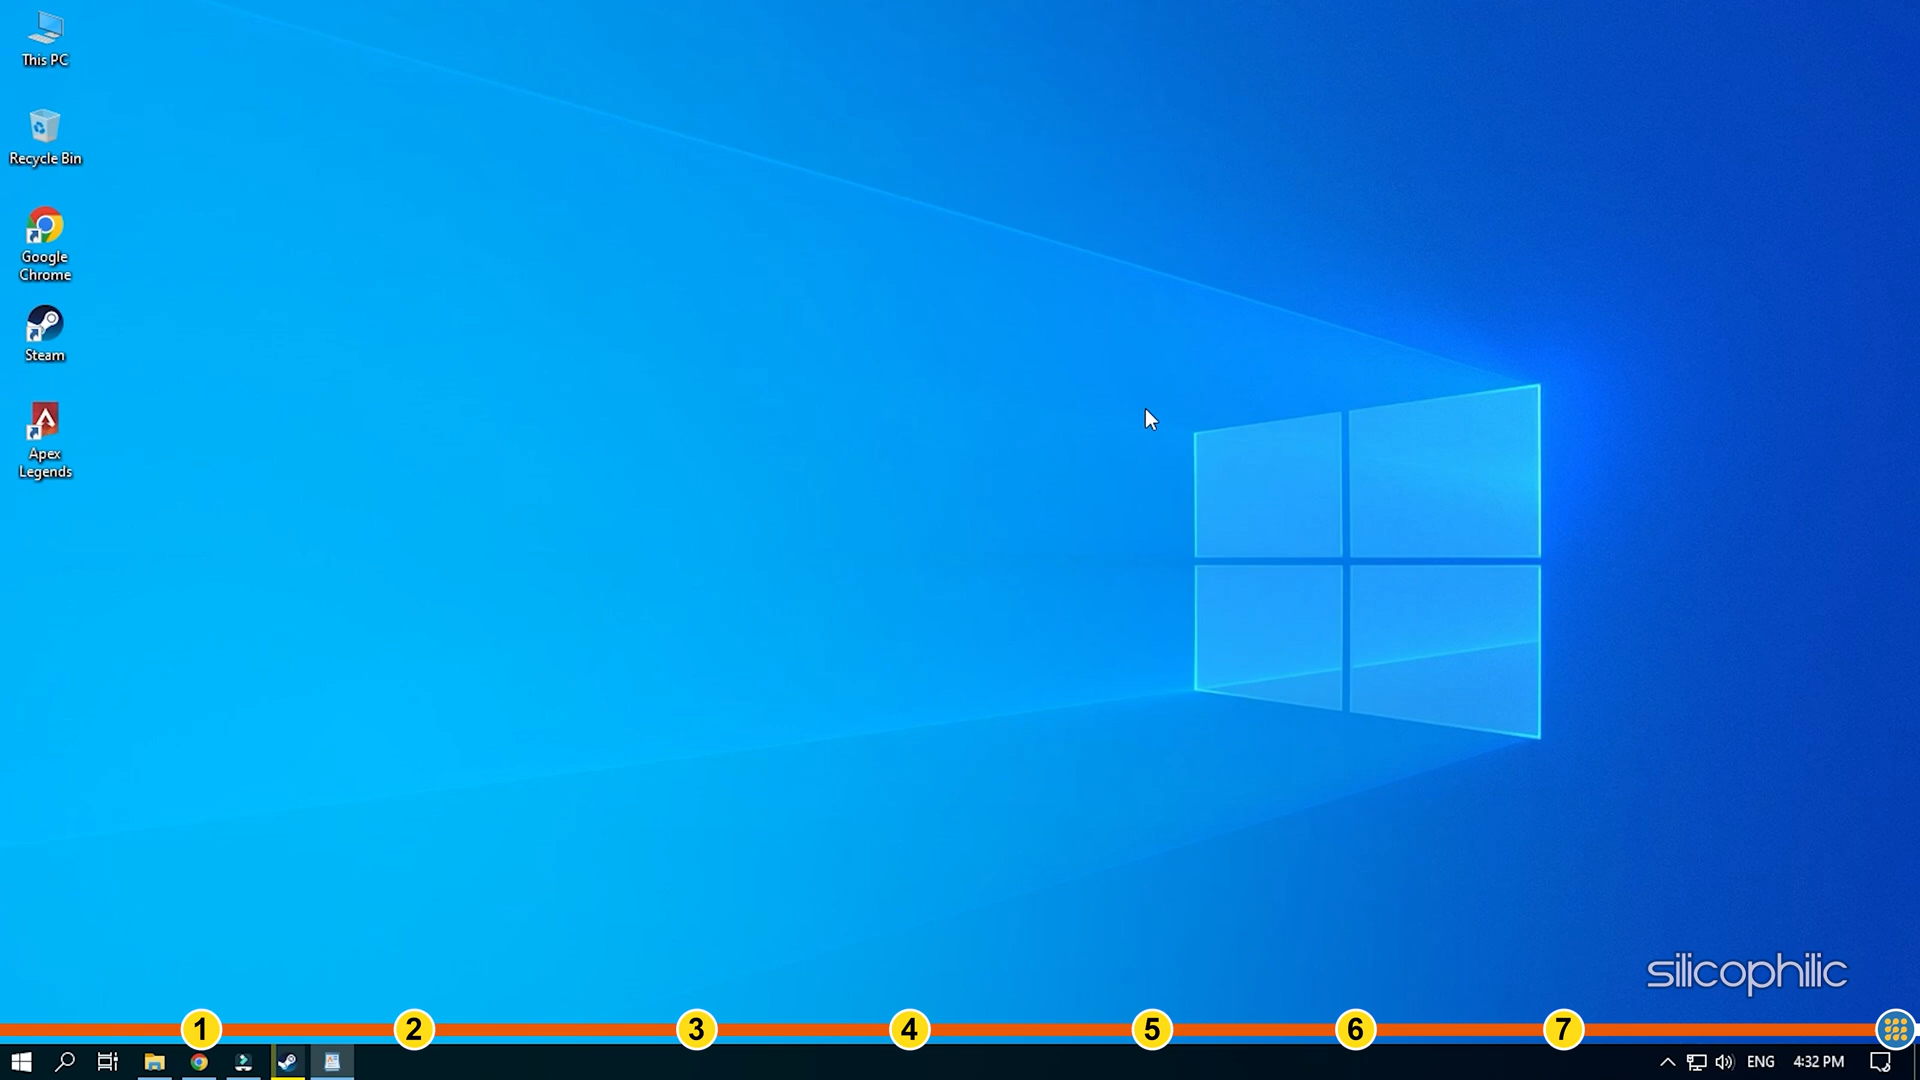 This PC
Recycle Bin
Google
Chrome
Steam
Apex
Legends
silicophilic
1 2 3 4 5 6 7
ENG 4:32 PM